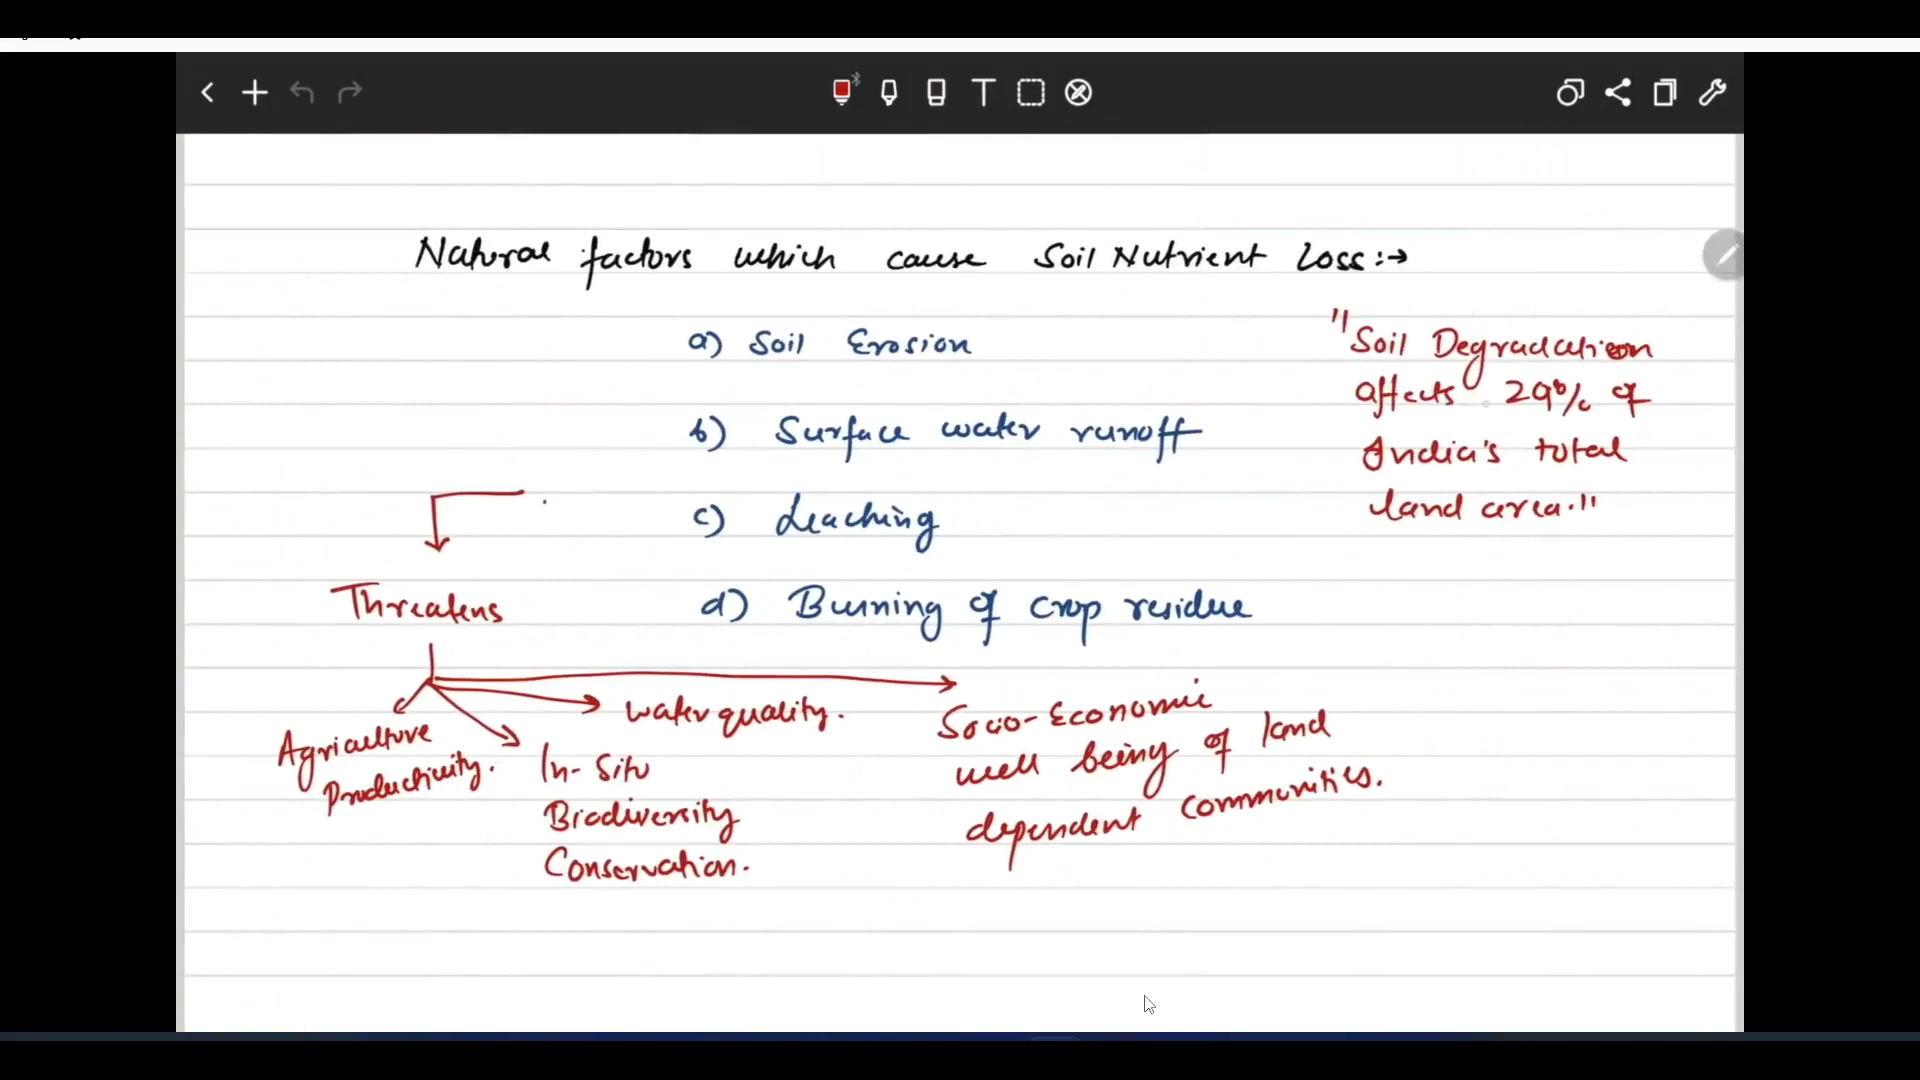 Natural factors which cause Soil Nutrient Loss:→
a) Soil Erosion
b) Surface water runoff
c) Leaching
d) Burning of crop residue
"Soil Degradation
affects 29% of
India's total
land area."
Threatens
Agriculture
Productivity.
In-Situ
Biodiversity
Conservation.
water quality.
Socio-Economic
well being of land
dependent communities.